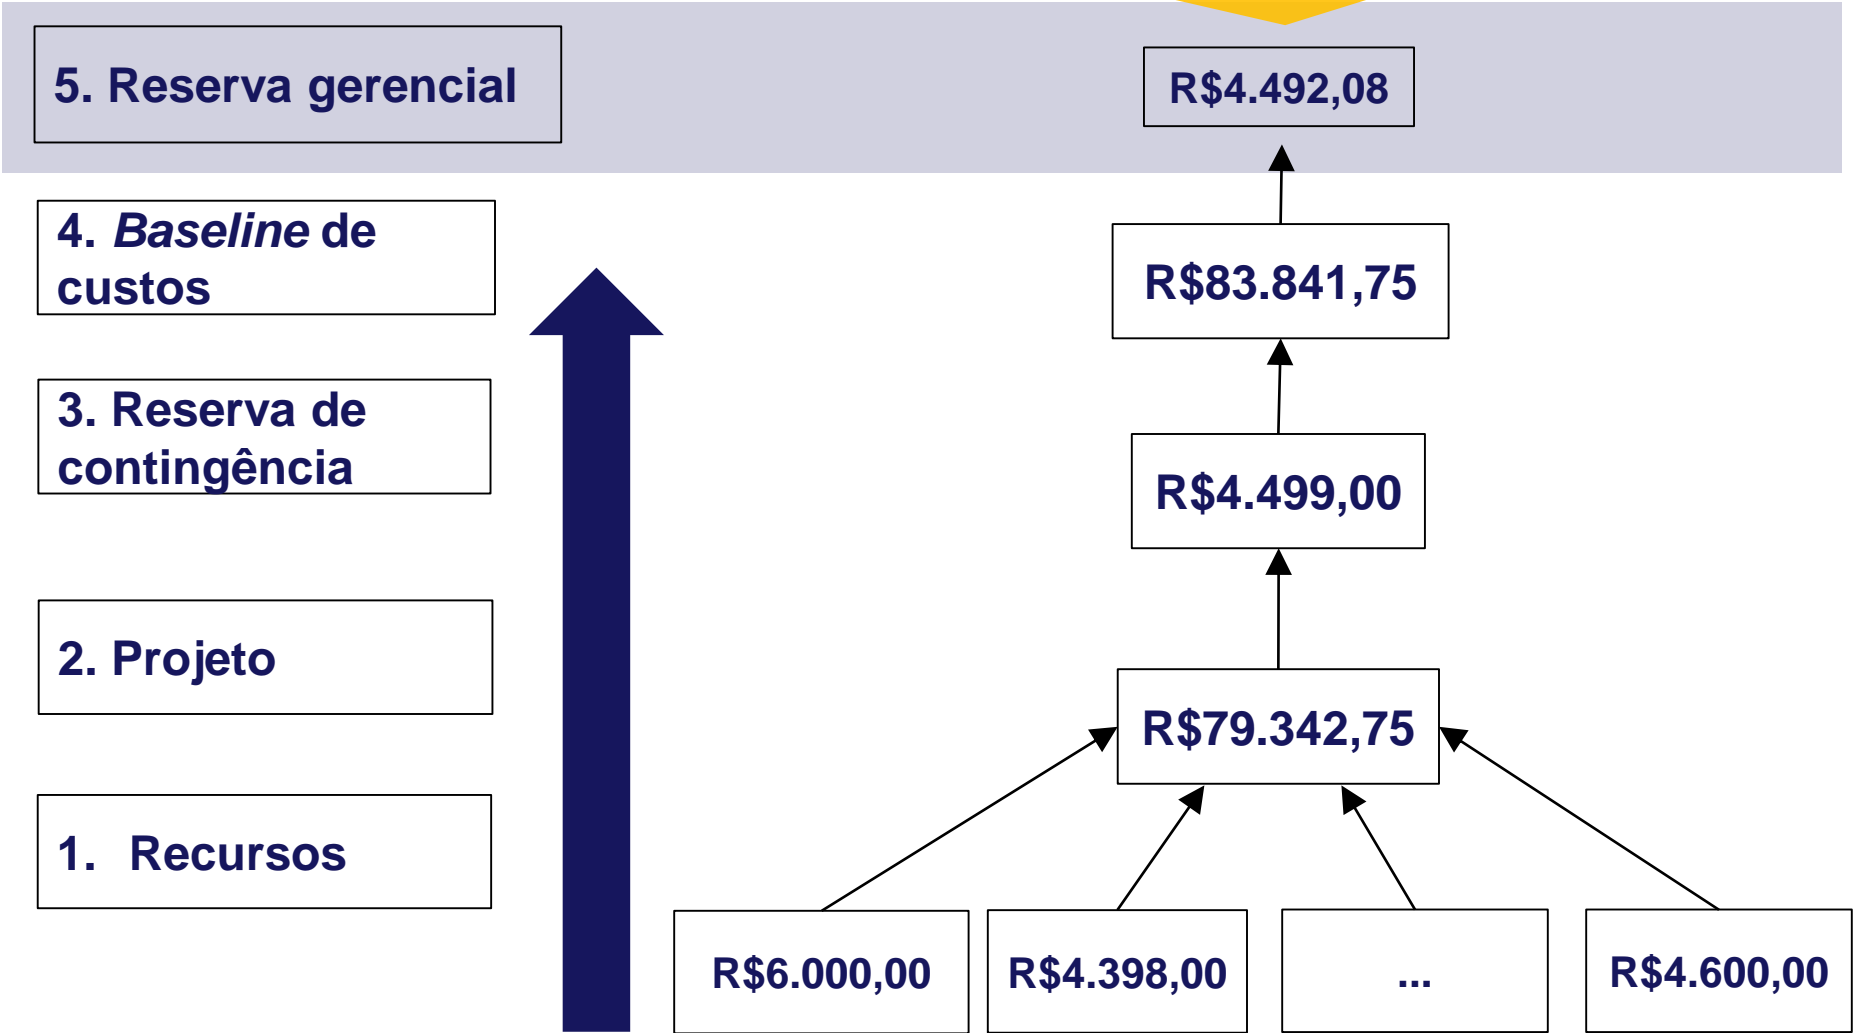 5. Reserva gerencial
R$4.492,08
4. Baseline de
custos
R$83.841,75
3. Reserva de
contingência
R$4.499,00
2. Projeto
R$79.342,75
1. Recursos
R$6.000,00
R$4.398,00
...
R$4.600,00